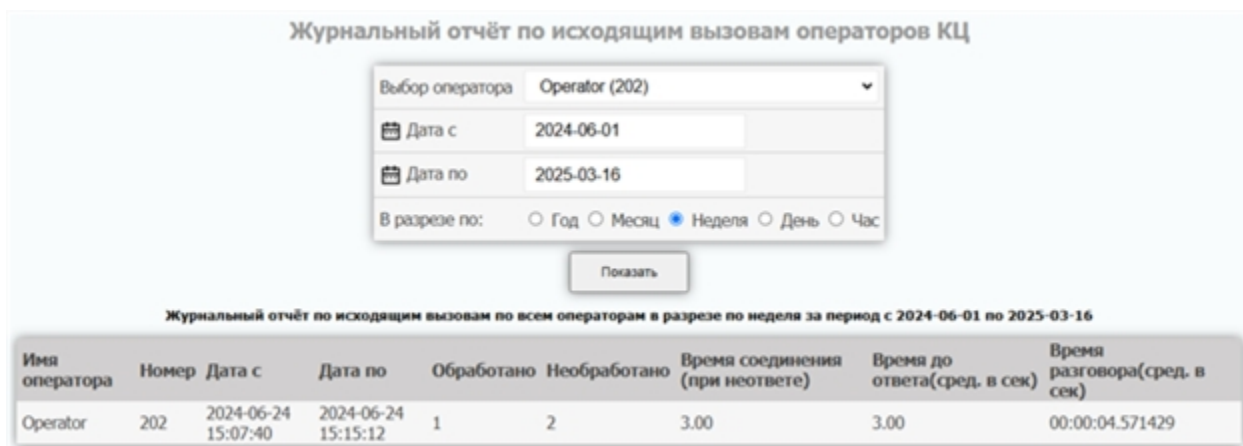 Журнальный отчёт по исходящим вызовам операторов КЦ
Выбор оператора Operator (202)
Дата с 2024-06-01
Дата по 2025-03-16
В разрезе по: Год Месяц Неделя День Час
Показать
Журнальный отчёт по исходящим вызовам по всем операторам в разрезе по неделя за период с 2024-06-01 по 2025-03-16
Имя оператора Номер Дата с Дата по Обработано Необработано Время соединения (при неответе) Время до ответа(сред. в сек) Время разговора(сред. в сек)
Operator 202 2024-06-24 15:07:40 2024-06-24 15:15:12 1 2 3.00 3.00 00:00:04.571429